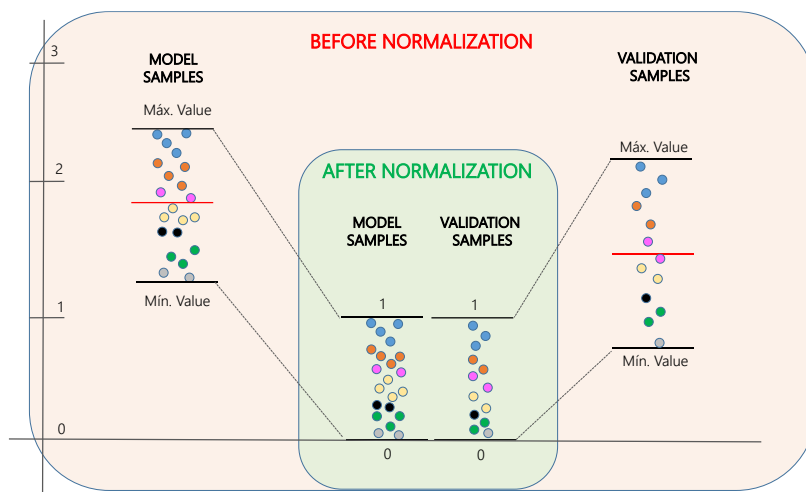 BEFORE NORMALIZATION
3
MODEL
SAMPLES
VALIDATION
SAMPLES
Máx. Value
Máx. Value
2
AFTER NORMALIZATION
MODEL
SAMPLES
VALIDATION
SAMPLES
Mín. Value
1
1
1
Mín. Value
0
0
0